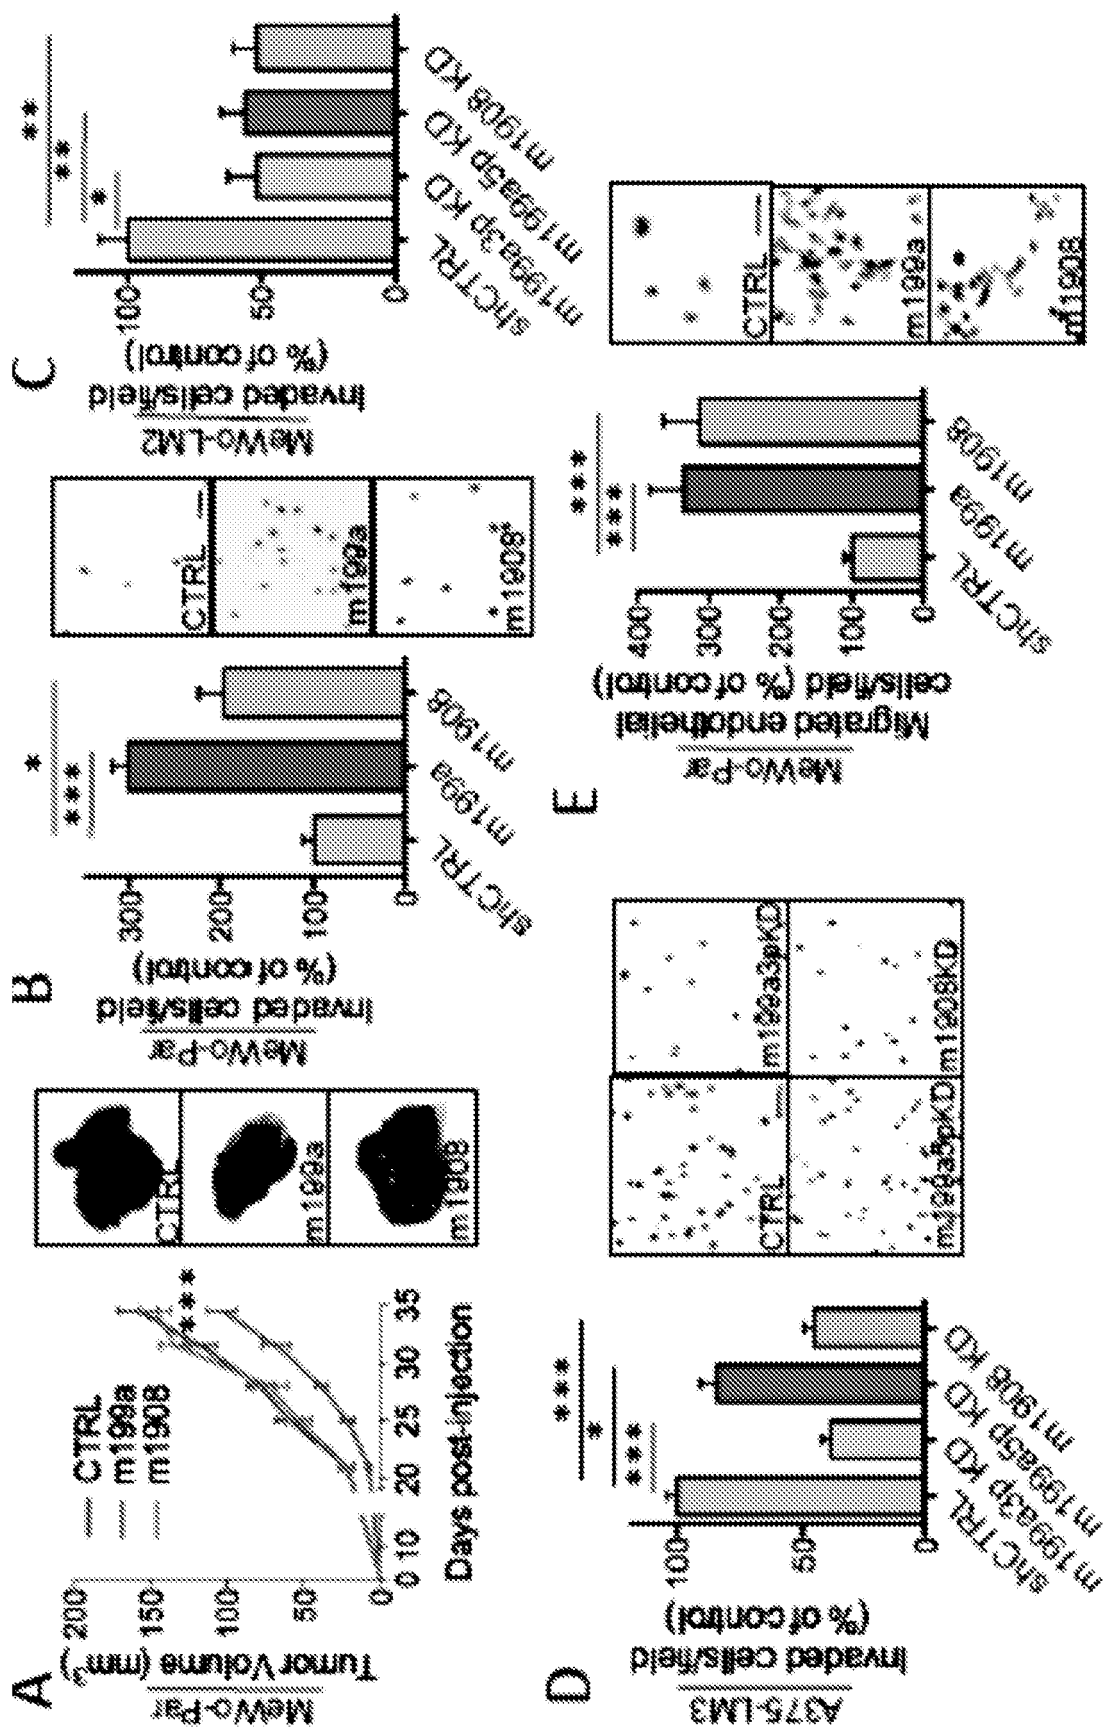 A
MeWo-Par
Tumor Volume (mm³)
200
150
100
50
0
CTRL
m199a
m1908
***
0 10 20 25 30 35
Days post-injection
CTRL
m199a
m1908
B
MeWo-Par
Invaded cells/field
(% of control)
300
200
100
0
*
***
shCTRL
m199a
m1908
CTRL
m199a
m1908
C
MeWo-LM2
Invaded cells/field
(% of control)
100
50
0
**
**
*
shCTRL
m199a3p KD
m199a5p KD
m1908 KD
D
A375-LM3
Invaded cells/field
(% of control)
100
50
0
***
*
***
shCTRL
m199a3p KD
m199a5p KD
m1908 KD
CTRL
m199a3pKD
m199a5pKD
m1908KD
E
MeWo-Par
Migrated endothelial
cells/field (% of control)
400
300
200
100
0
***
***
shCTRL
m199a
m1908
CTRL
m199a
m1908